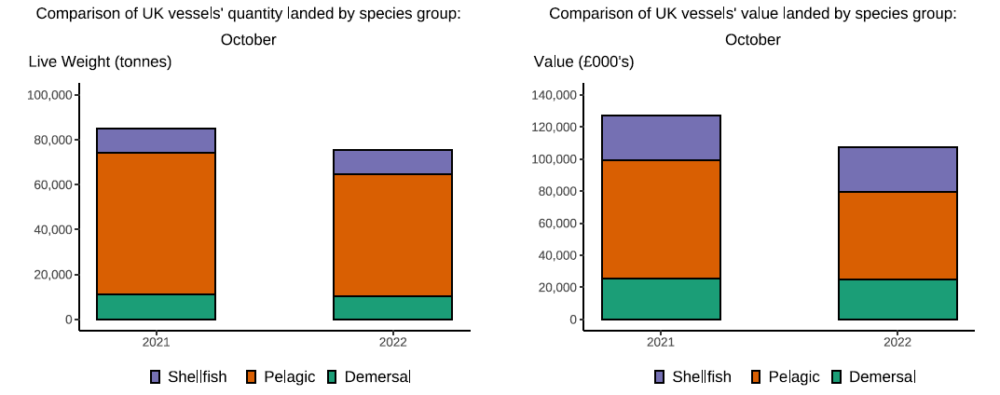 Comparison of UK vessels' quantity landed by species group:
October
Live Weight (tonnes)
100,000
80,000
60,000
40,000
20,000
0
2021
2022
Shellfish
Pelagic
Demersal
Comparison of UK vessels' value landed by species group:
October
Value (£000's)
140,000
120,000
100,000
80,000
60,000
40,000
20,000
0
2021
2022
Shellfish
Pelagic
Demersal